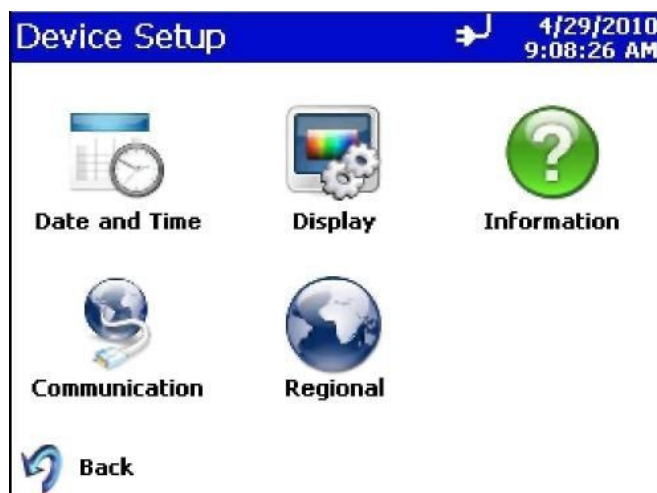 Device Setup
4/29/2010
9:08:26 AM
Date and Time
Display
Information
Communication
Regional
Back